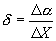 δ = Δα / ΔX